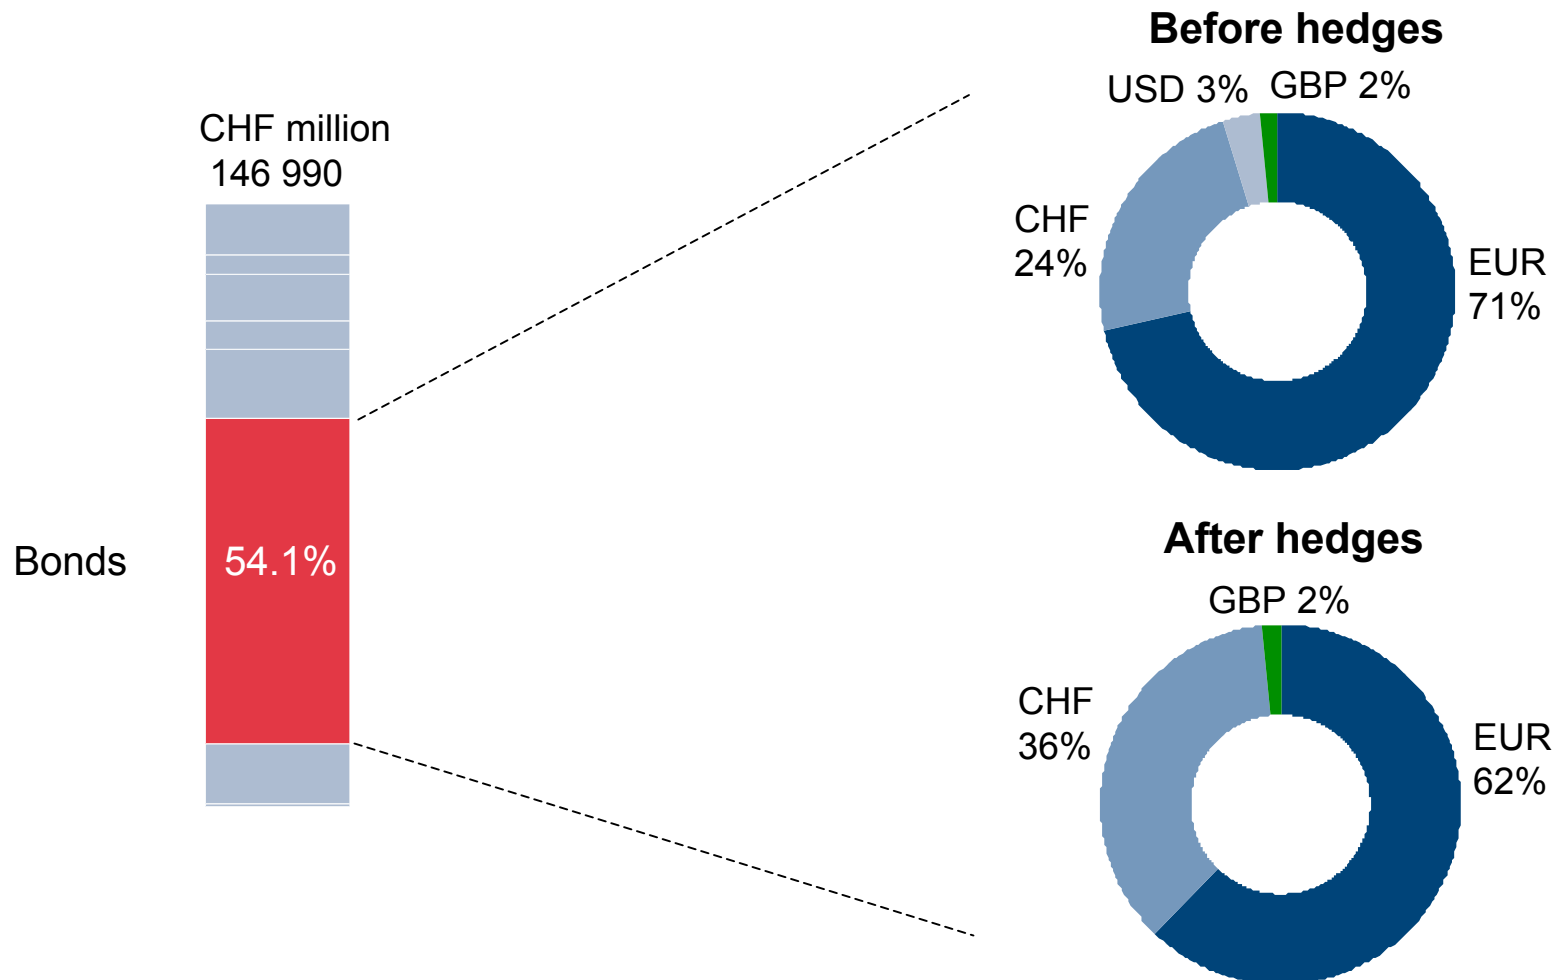 CHF million
146 990
Bonds
54.1%
Before hedges
USD 3%
GBP 2%
CHF
24%
EUR
71%
After hedges
GBP 2%
CHF
36%
EUR
62%